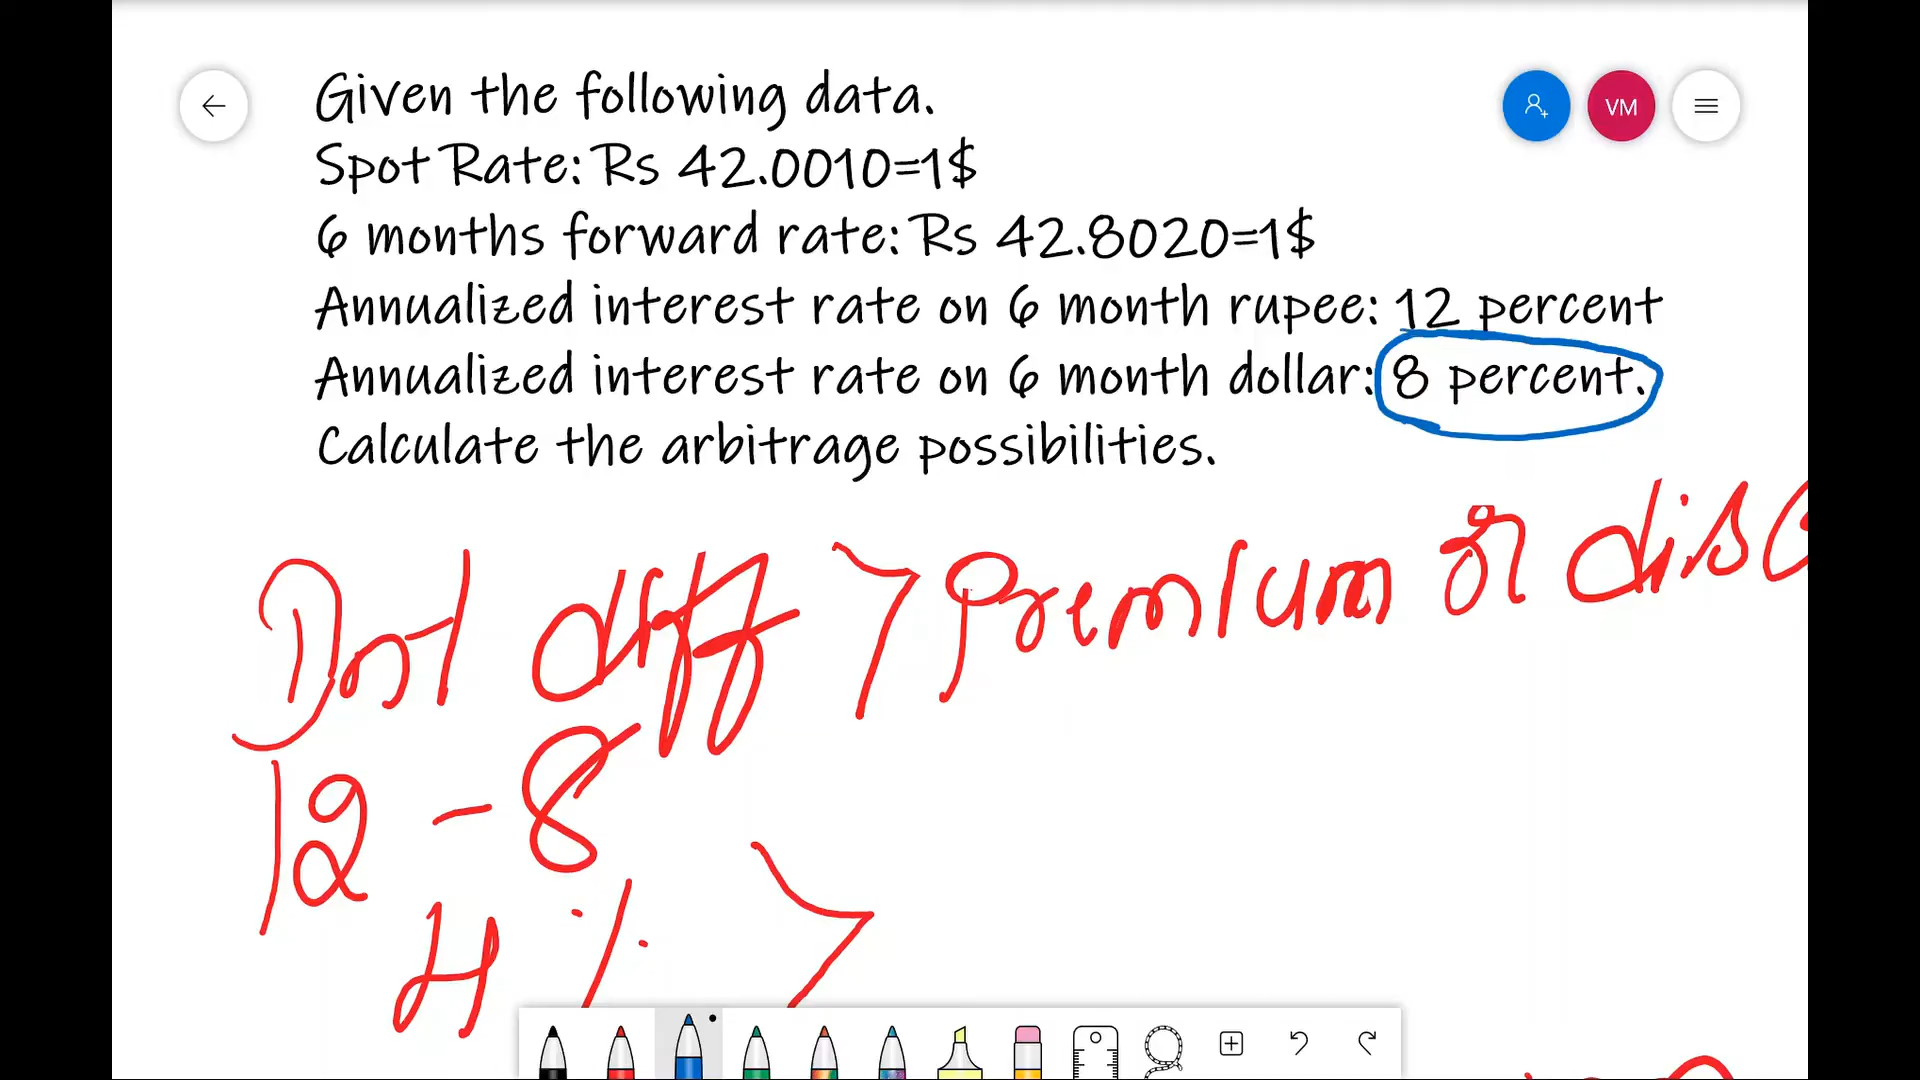 Given the following data.
VM
Spot Rate: Rs 42.0010=1$
6 months forward rate: Rs 42.8020=1$
Annualized interest rate on 6 month rupee: 12 percent
Annualized interest rate on 6 month dollar: 8 percent.
Calculate the arbitrage possibilities.
Int diff > Premium or disc
12 - 8
4% >